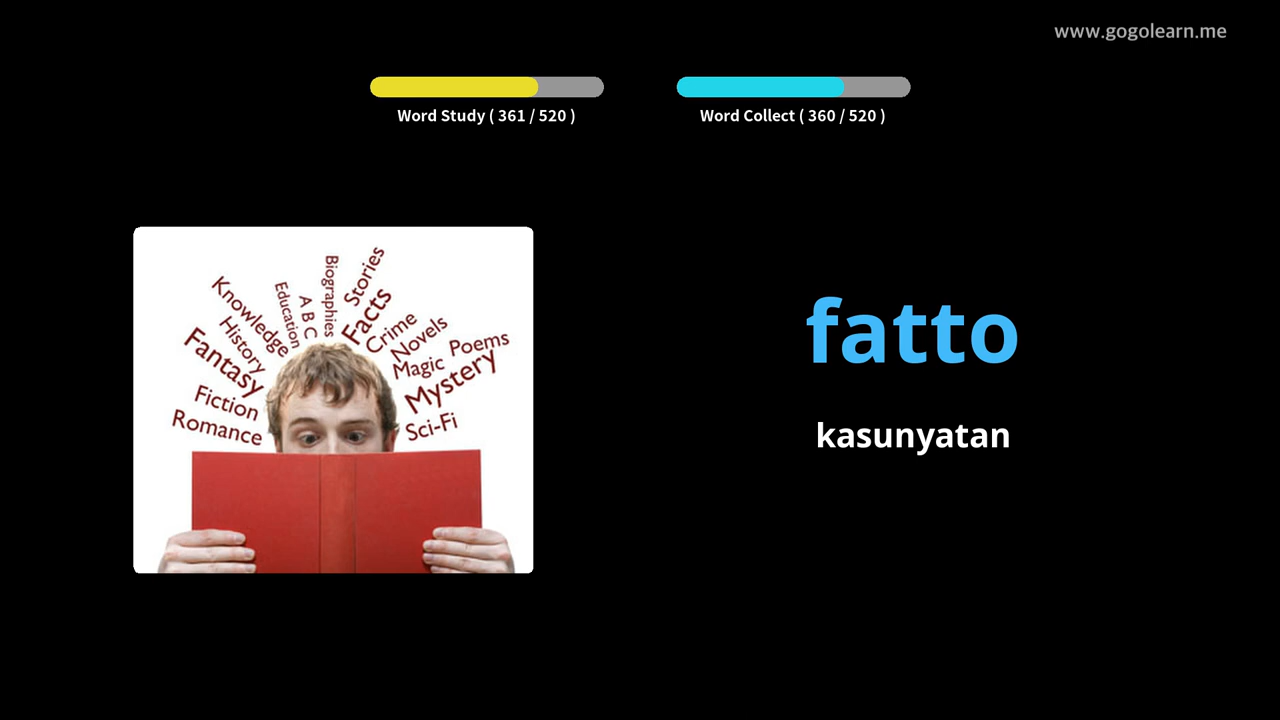 www.gogolearn.me
Word Study ( 361 / 520 )
Word Collect ( 360 / 520 )
Biographies
Stories
Education
A B C
Facts
Knowledge
Crime
History
Novels
Poems
Fantasy
Magic
Mystery
Fiction
Romance
Sci-Fi
fatto
kasunyatan